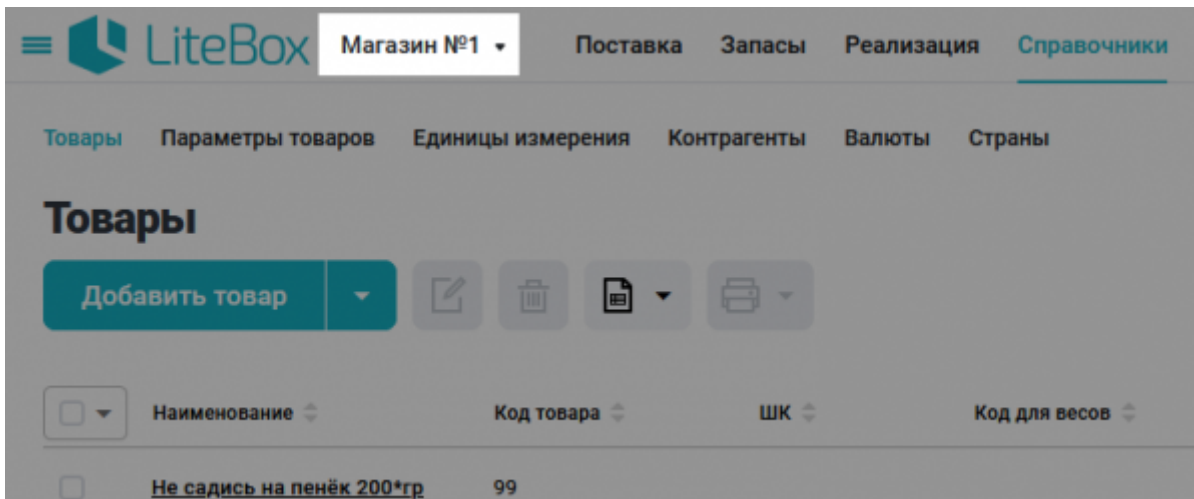 LiteBox Магазин №1 Поставка Запасы Реализация Справочники
Товары Параметры товаров Единицы измерения Контрагенты Валюты Страны
Товары
Добавить товар
Наименование Код товара ШК Код для весов
Не садись на пенёк 200*гр 99